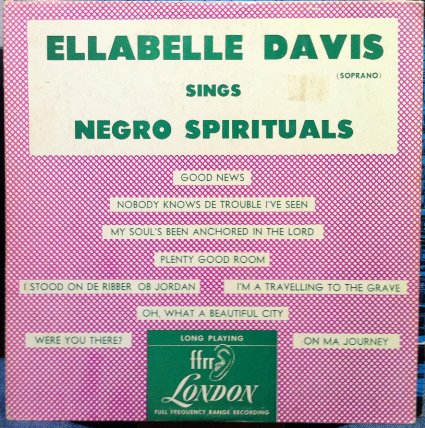 ELLABELLE DAVIS
(SOPRANO)
SINGS
NEGRO SPIRITUALS
GOOD NEWS
NOBODY KNOWS DE TROUBLE I'VE SEEN
MY SOUL'S BEEN ANCHORED IN THE LORD
PLENTY GOOD ROOM
I STOOD ON DE RIBBER OB JORDAN
I'M A TRAVELLING TO THE GRAVE
OH, WHAT A BEAUTIFUL CITY
WERE YOU THERE?
ON MA JOURNEY
LONG PLAYING
ffrr
LONDON
FULL FREQUENCY RANGE RECORDING